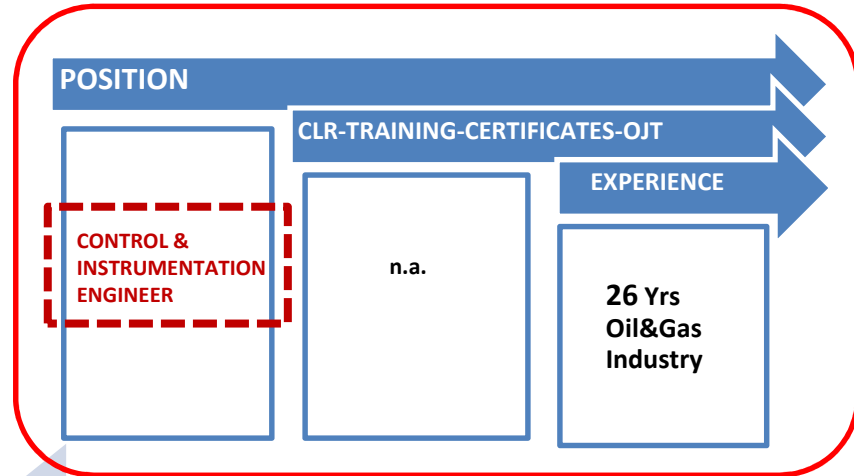 POSITION
CLR-TRAINING-CERTIFICATES-OJT
EXPERIENCE
CONTROL &
INSTRUMENTATION
ENGINEER
n.a.
26 Yrs
Oil&Gas
Industry